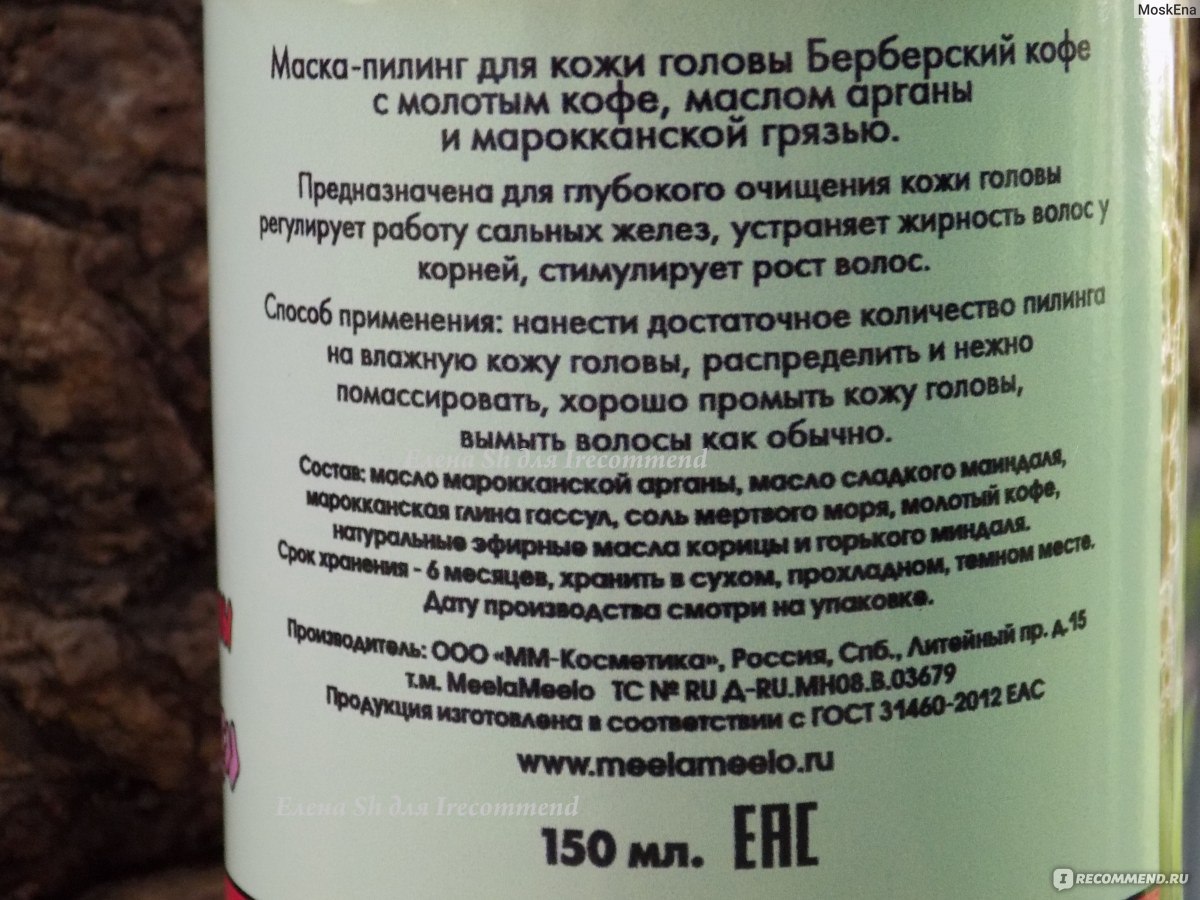 MoskEna
Маска-пилинг для кожи головы Берберский кофе
с молотым кофе, маслом арганы
и марокканской грязью.
Предназначена для глубокого очищения кожи головы
регулирует работу сальных желез, устраняет жирность волос у
корней, стимулирует рост волос.
Способ применения: нанести достаточное количество пилинга
на влажную кожу головы, распределить и нежно
помассировать, хорошо промыть кожу головы,
вымыть волосы как обычно.
Елена Sh для Irecommend
Состав: масло марокканской арганы, масло сладкого маиндаля,
марокканская глина гассул, соль мертвого моря, молотый кофе,
натуральные эфирные масла корицы и горького миндаля.
Срок хранения - 6 месяцев, хранить в сухом, прохладном, темном месте.
Дату производства смотри на упаковке.
Производитель: ООО «ММ-Косметика», Россия, Спб., Литейный пр. д.15
т.м. MeelaMeelo ТС № RU Д-RU.МН08.В.03679
Продукция изготовлена в соответствии с ГОСТ 31460-2012 ЕАС
www.meelameelo.ru
Елена Sh для Irecommend
150 мл. EAC
IRECOMMEND.RU